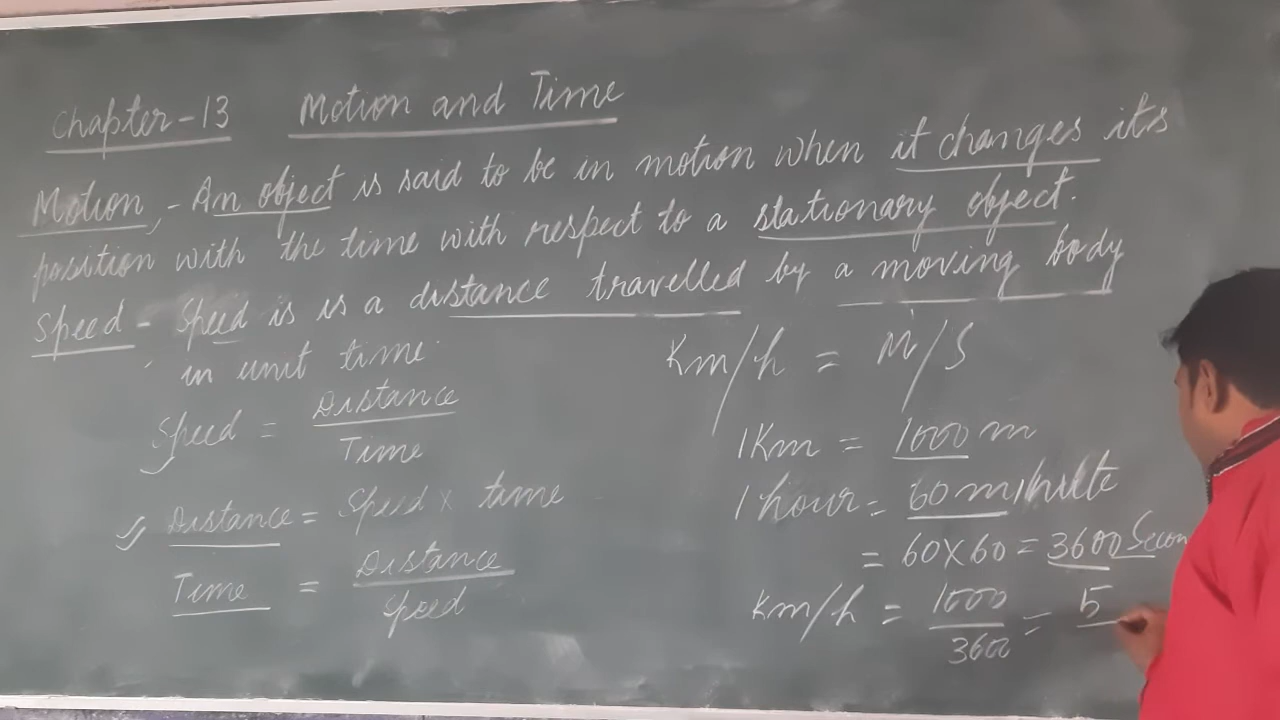 Chapter-13 Motion and Time
Motion,- An object is said to be in motion when it changes its
position with the time with respect to a stationary object.
Speed - Speed is is a distance travelled by a moving body
in unit time.
Speed = Distance
Time
Distance = Speed × time
Time = Distance
Speed
Km/h = M/S
1Km = 1000 m
1 hour = 60 minute
= 60×60 = 3600 Secon
Km/h = 1000 = 5
3600